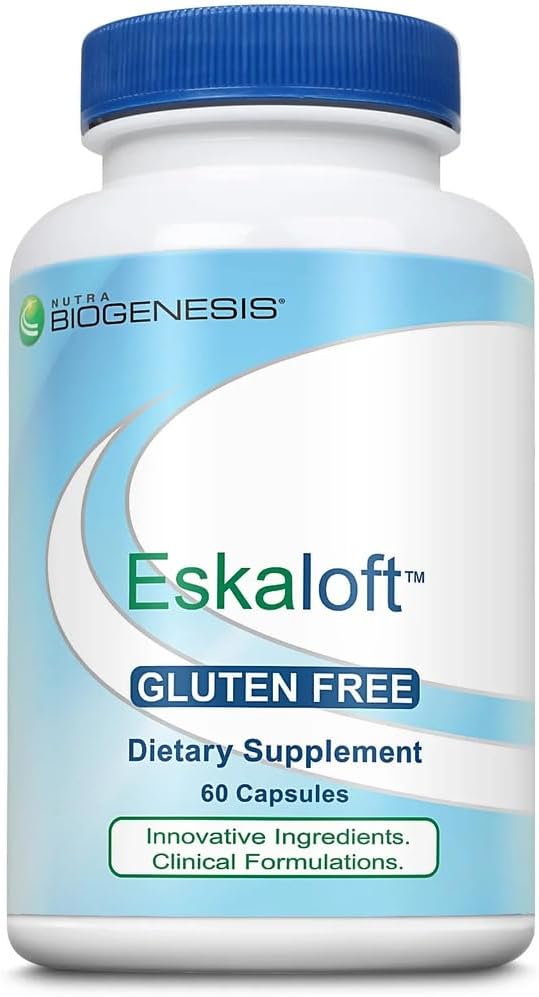 NUTRA
BIOGENESIS®
Eskaloft™
GLUTEN FREE
Dietary Supplement
60 Capsules
Innovative Ingredients.
Clinical Formulations.